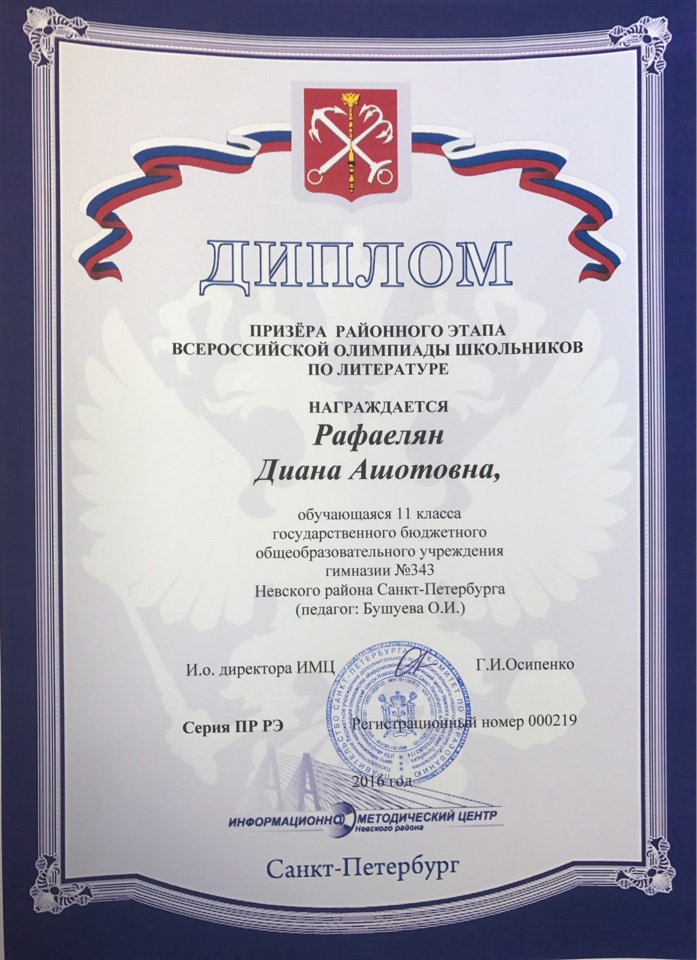 ДИПЛОМ
ПРИЗЁРА РАЙОННОГО ЭТАПА
ВСЕРОССИЙСКОЙ ОЛИМПИАДЫ ШКОЛЬНИКОВ
ПО ЛИТЕРАТУРЕ
НАГРАЖДАЕТСЯ
Рафаелян
Диана Ашотовна,
обучающаяся 11 класса
государственного бюджетного
общеобразовательного учреждения
гимназии №343
Невского района Санкт-Петербурга
(педагог: Бушуева О.И.)
И.о. директора ИМЦ Г.И.Осипенко
Серия ПР РЭ Регистрационный номер 000219
2016 год
ИНФОРМАЦИОННО МЕТОДИЧЕСКИЙ ЦЕНТР
Невского района
Санкт-Петербург